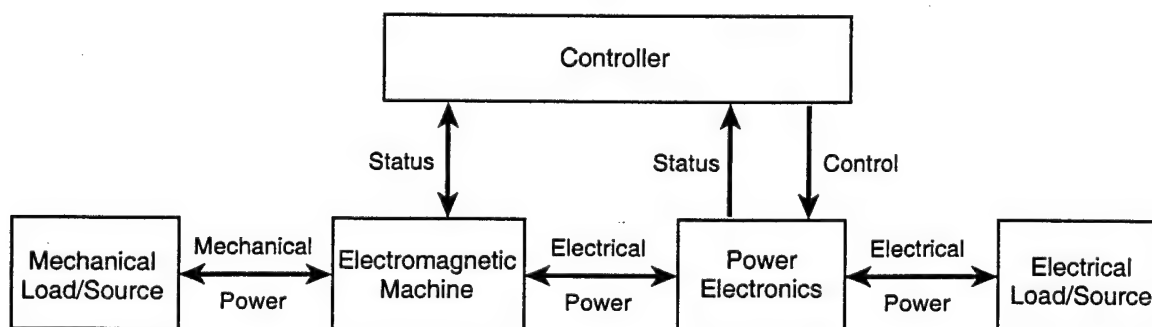 Controller
Status
Status
Control
Mechanical
Load/Source
Mechanical
Power
Electromagnetic
Machine
Electrical
Power
Power
Electronics
Electrical
Power
Electrical
Load/Source